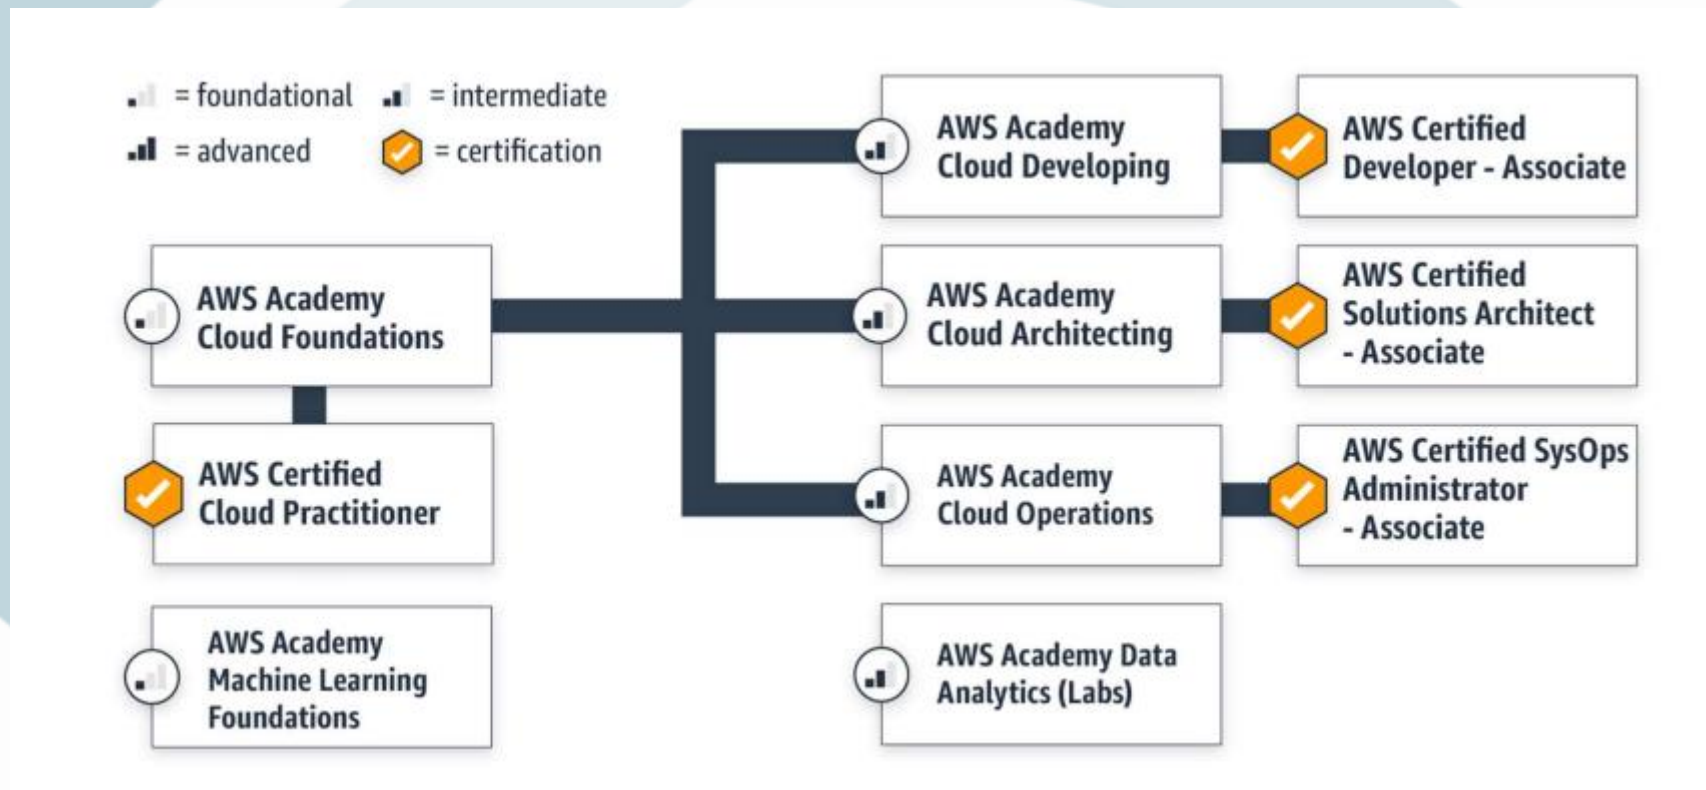 = foundational
= intermediate
= advanced
= certification
AWS Academy
Cloud Foundations
AWS Certified
Cloud Practitioner
AWS Academy
Machine Learning
Foundations
AWS Academy
Cloud Developing
AWS Certified
Developer - Associate
AWS Academy
Cloud Architecting
AWS Certified
Solutions Architect
- Associate
AWS Academy
Cloud Operations
AWS Certified SysOps
Administrator
- Associate
AWS Academy Data
Analytics (Labs)